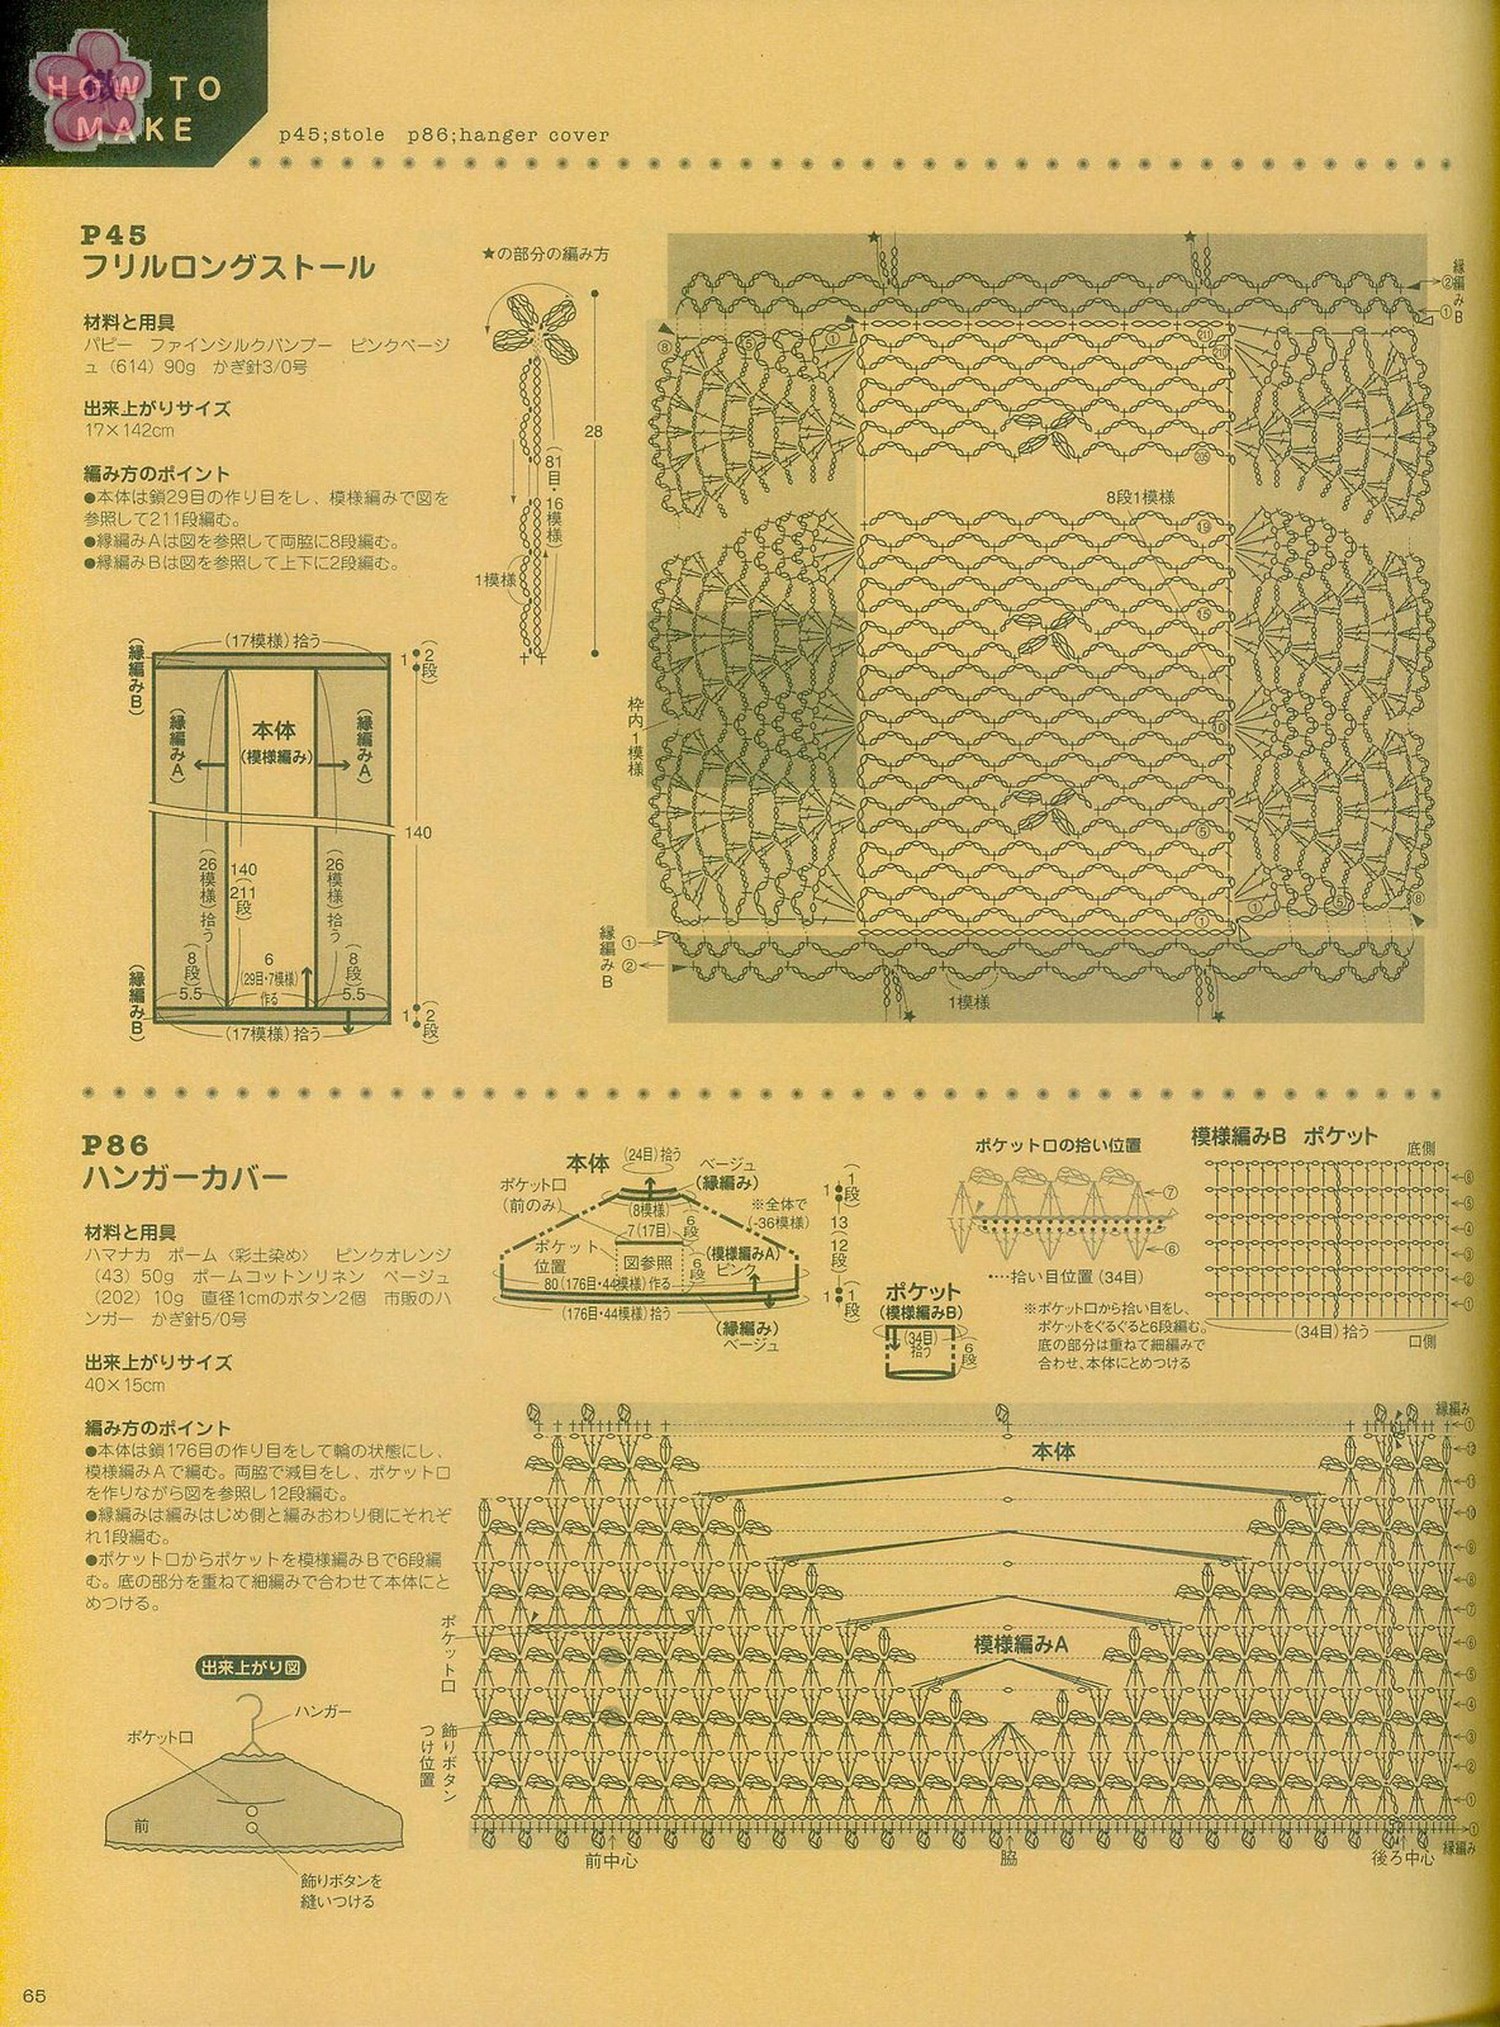 HOW TO
MAKE
p45;stole p86;hanger cover
P45
フリルロングストール
材料と用具
パピー ファインシルクバンブー ピンクベージ
ュ（614）90g かぎ針3/0号
出来上がりサイズ
17×142cm
編み方のポイント
●本体は鎖29目の作り目をし、模様編みで図を
参照して211段編む。
●縁編みAは図を参照して両脇に8段編む。
●縁編みBは図を参照して上下に2段編む。
★の部分の編み方
28
（81目・16模様）
1模様
（縁編みB）
（17模様）拾う
1（2段）
（縁編みA）
本体
（模様編み）
（縁編みA）
140
（26模様）拾う
140（211段）
（26模様）拾う
（8段）
5.5
6
（29目・7模様）
作る
（8段）
5.5
（縁編みB）
（17模様）拾う
1（2段）
縁編みB
②
①
⑧
⑤
①
8段1模様
⑲
⑮
⑩
⑤
①
枠内1模様
縁編みB
①
②
1模様
P86
ハンガーカバー
材料と用具
ハマナカ ポーム〈彩土染め〉 ピンクオレンジ
（43）50g ポームコットンリネン ベージュ
（202）10g 直径1cmのボタン2個 市販のハ
ンガー かぎ針5/0号
出来上がりサイズ
40×15cm
編み方のポイント
●本体は鎖176目の作り目をして輪の状態にし、
模様編みAで編む。両脇で減目をし、ポケット口
を作りながら図を参照し12段編む。
●縁編みは編みはじめ側と編みおわり側にそれぞ
れ1段編む。
●ポケット口からポケットを模様編みBで6段編
む。底の部分を重ねて細編みで合わせて本体にと
めつける。
出来上がり図
ハンガー
ポケット口
前
飾りボタンを
縫いつける
本体
（24目）拾う
ベージュ
（縁編み）
ポケット口
（前のみ）
（8模様）
※全体で
（-36模様）
7（17目）
6段
ポケット
位置
図参照
6段
（模様編みA）
ピンク
80（176目・44模様）作る
（176目・44模様）拾う
（縁編み）
ベージュ
1（1段）
13（12段）
1（1段）
ポケット
（模様編みB）
（34目）
拾う
（6段）
ポケット口の拾い位置
⑦
⑥
•…拾い目位置（34目）
※ポケット口から拾い目をし、
ポケットをぐるぐると6段編む。
底の部分は重ねて細編みで
合わせ、本体にとめつける
模様編みB ポケット
底側
⑥
⑤
④
③
②
①
（34目）拾う
口側
縁編み
①
本体
⑫
⑪
⑩
⑨
⑧
⑦
⑥
⑤
④
③
②
①
模様編みA
ポケット口
飾りボタン
つけ位置
①
縁編み
前中心
脇
後ろ中心
65